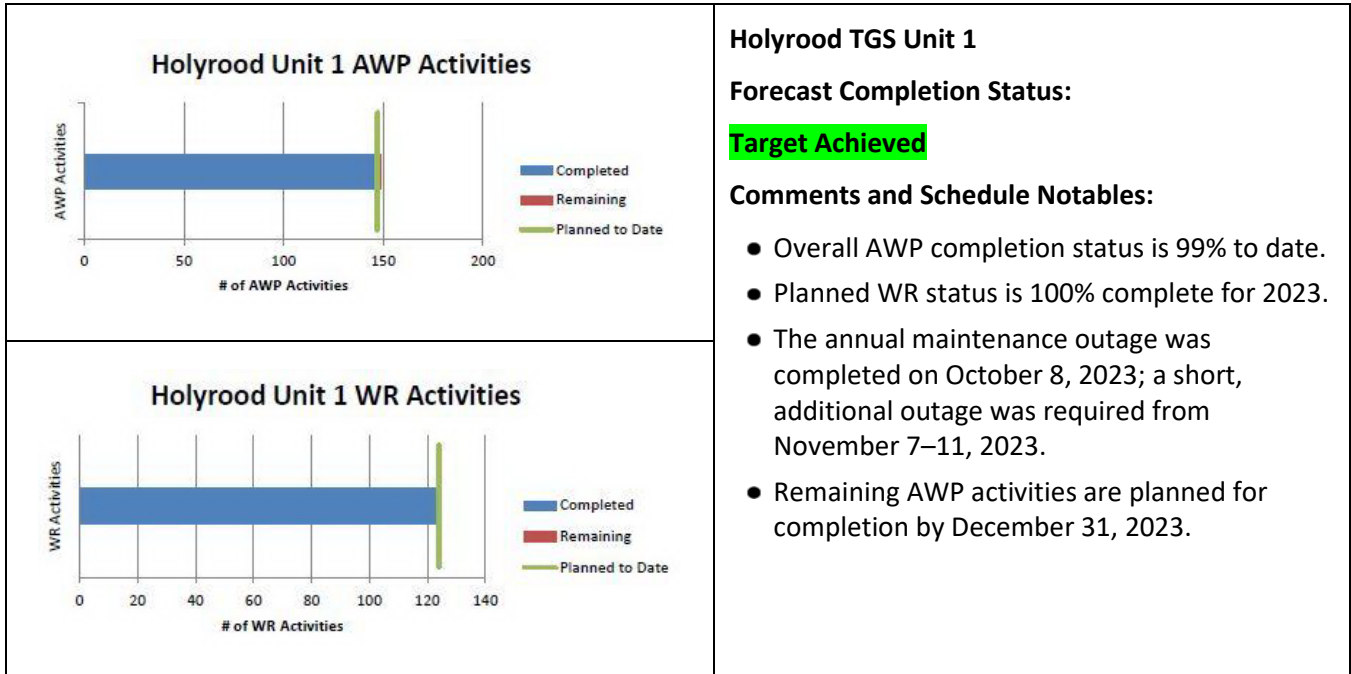 Holyrood Unit 1 AWP Activities
AWP Activities
Completed
Remaining
Planned to Date
0 50 100 150 200
# of AWP Activities
Holyrood Unit 1 WR Activities
WR Activities
Completed
Remaining
Planned to Date
0 20 40 60 80 100 120 140
# of WR Activities
Holyrood TGS Unit 1
Forecast Completion Status:
Target Achieved
Comments and Schedule Notables:
● Overall AWP completion status is 99% to date.
● Planned WR status is 100% complete for 2023.
● The annual maintenance outage was
completed on October 8, 2023; a short,
additional outage was required from
November 7–11, 2023.
● Remaining AWP activities are planned for
completion by December 31, 2023.